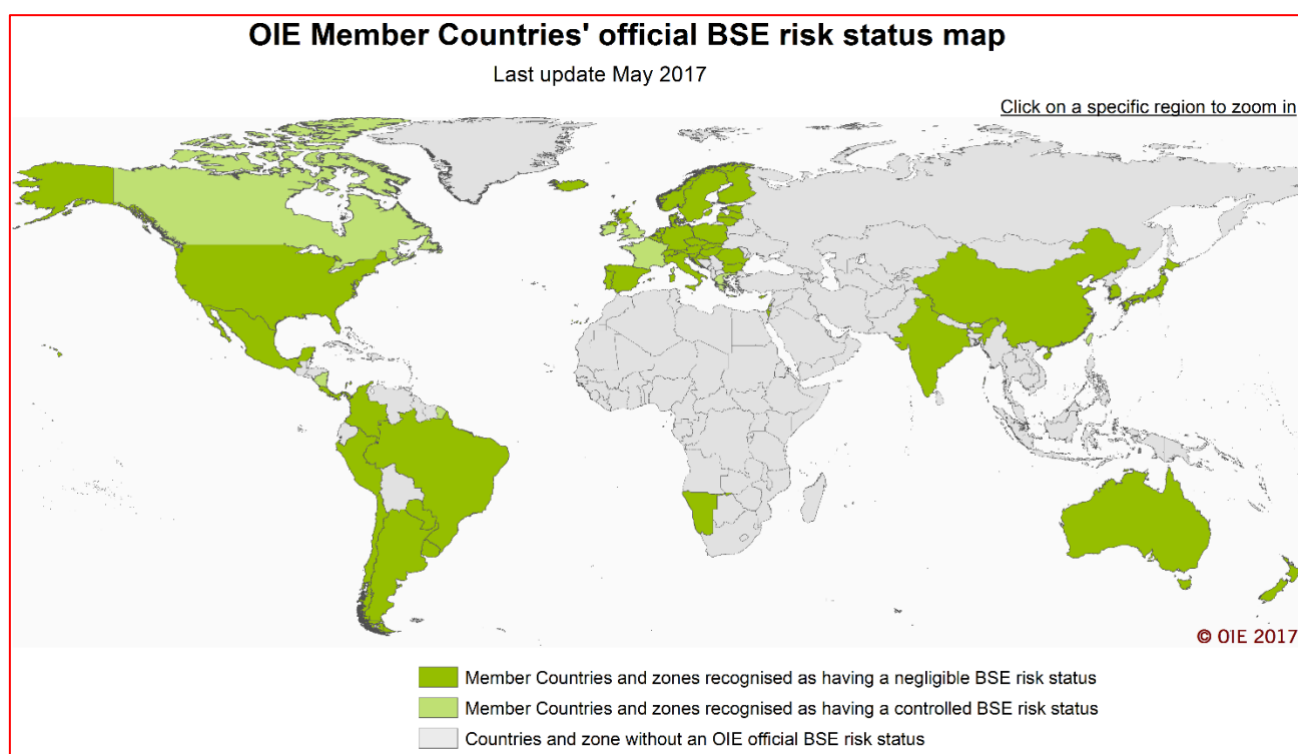 OIE Member Countries' official BSE risk status map
Last update May 2017
Click on a specific region to zoom in
© OIE 2017
Member Countries and zones recognised as having a negligible BSE risk status
Member Countries and zones recognised as having a controlled BSE risk status
Countries and zone without an OIE official BSE risk status